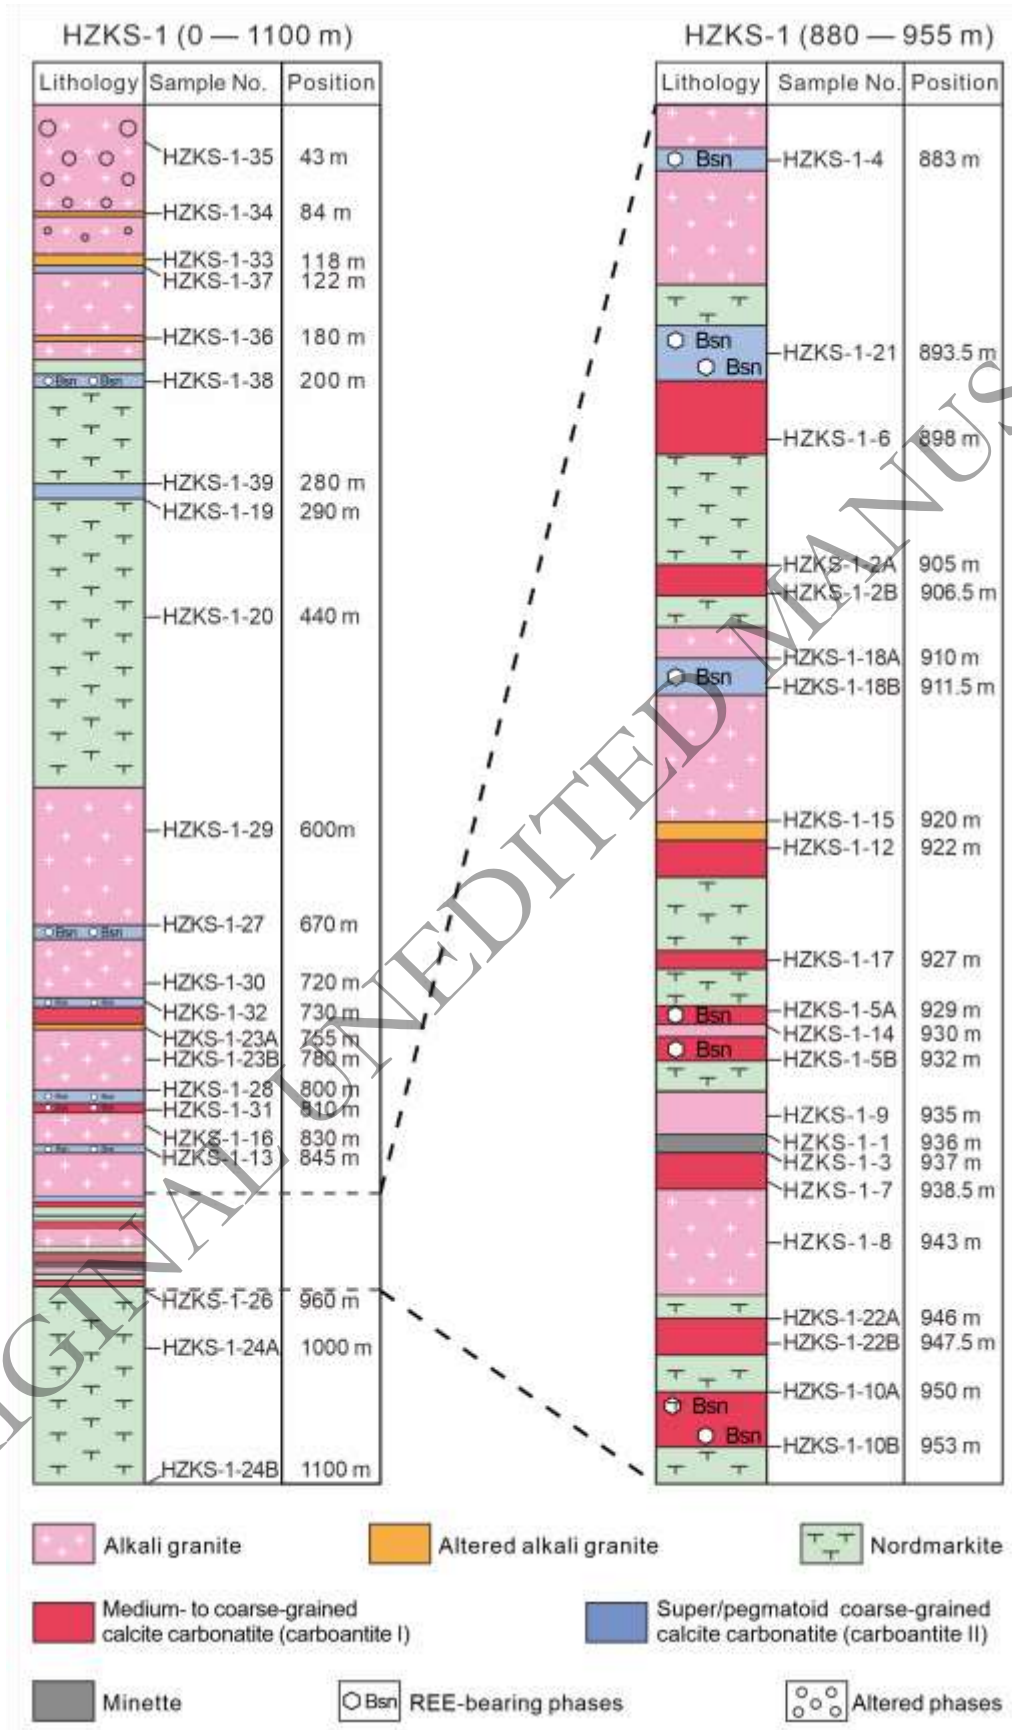 HZKS-1 (0 — 1100 m)
Lithology Sample No. Position
HZKS-1-35 43 m
HZKS-1-34 84 m
HZKS-1-33 118 m
HZKS-1-37 122 m
HZKS-1-36 180 m
Bsn Bsn HZKS-1-38 200 m
HZKS-1-39 280 m
HZKS-1-19 290 m
HZKS-1-20 440 m
HZKS-1-29 600m
HZKS-1-27 670 m
Bsn Bsn
HZKS-1-30 720 m
HZKS-1-32 730 m
HZKS-1-23A 755 m
HZKS-1-23B 780 m
HZKS-1-28 800 m
HZKS-1-31 810 m
HZKS-1-16 830 m
HZKS-1-13 845 m
HZKS-1-26 960 m
HZKS-1-24A 1000 m
HZKS-1-24B 1100 m
HZKS-1 (880 — 955 m)
Lithology Sample No. Position
Bsn HZKS-1-4 883 m
Bsn
HZKS-1-21 893.5 m
Bsn
HZKS-1-6 898 m
HZKS-1-2A 905 m
HZKS-1-2B 906.5 m
HZKS-1-18A 910 m
Bsn
HZKS-1-18B 911.5 m
HZKS-1-15 920 m
HZKS-1-12 922 m
HZKS-1-17 927 m
Bsn HZKS-1-5A 929 m
HZKS-1-14 930 m
Bsn
HZKS-1-5B 932 m
HZKS-1-9 935 m
HZKS-1-1 936 m
HZKS-1-3 937 m
HZKS-1-7 938.5 m
HZKS-1-8 943 m
HZKS-1-22A 946 m
HZKS-1-22B 947.5 m
HZKS-1-10A 950 m
Bsn
Bsn
HZKS-1-10B 953 m
Alkali granite
Altered alkali granite
Nordmarkite
Medium- to coarse-grained
calcite carbonatite (carboantite I)
Super/pegmatoid coarse-grained
calcite carbonatite (carboantite II)
Minette
Bsn REE-bearing phases
Altered phases
UNEDITED